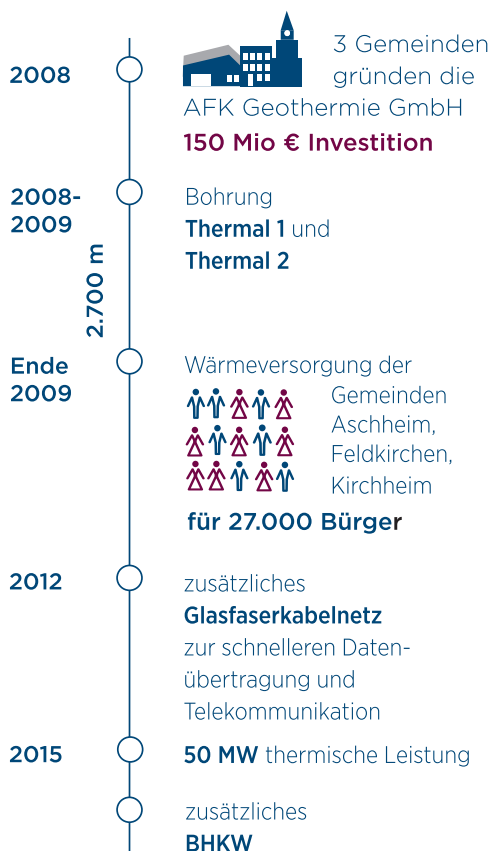 2008
3 Gemeinden
gründen die
AFK Geothermie GmbH
150 Mio € Investition
2008-
2009
Bohrung
Thermal 1 und
Thermal 2
2.700 m
Ende
2009
Wärmeversorgung der
Gemeinden
Aschheim,
Feldkirchen,
Kirchheim
für 27.000 Bürger
2012
zusätzliches
Glasfaserkabelnetz
zur schnelleren Daten-
übertragung und
Telekommunikation
2015
50 MW thermische Leistung
zusätzliches
BHKW